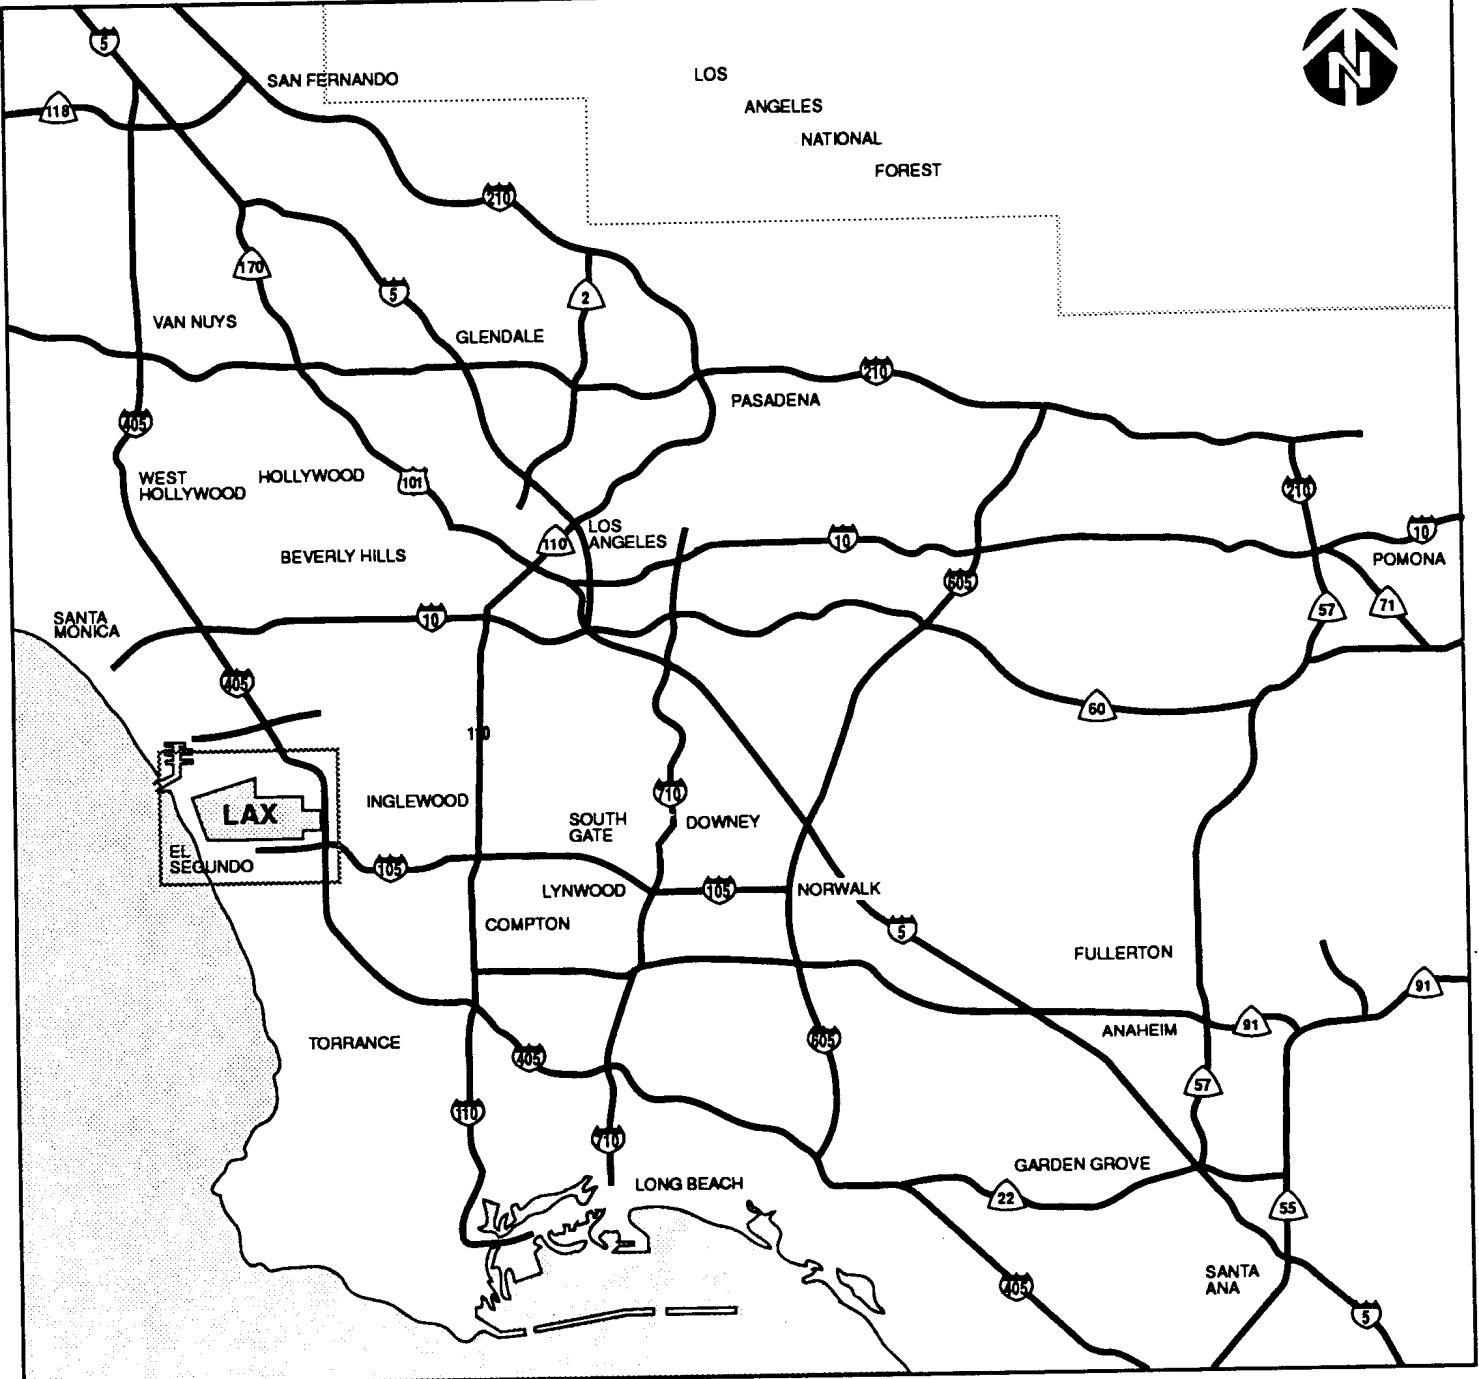 N
5
SAN FERNANDO
LOS
ANGELES
NATIONAL
FOREST
118
210
170
5
2
VAN NUYS
GLENDALE
210
PASADENA
405
WEST
HOLLYWOOD
HOLLYWOOD
101
210
LOS
ANGELES
110
10
10
BEVERLY HILLS
POMONA
605
57
71
SANTA
MONICA
10
405
60
110
INGLEWOOD
LAX
710
SOUTH
GATE
DOWNEY
EL
SEGUNDO
105
LYNWOOD
105
NORWALK
COMPTON
5
FULLERTON
91
91
ANAHEIM
TORRANCE
405
605
57
110
710
GARDEN GROVE
LONG BEACH
22
55
405
SANTA
ANA
5